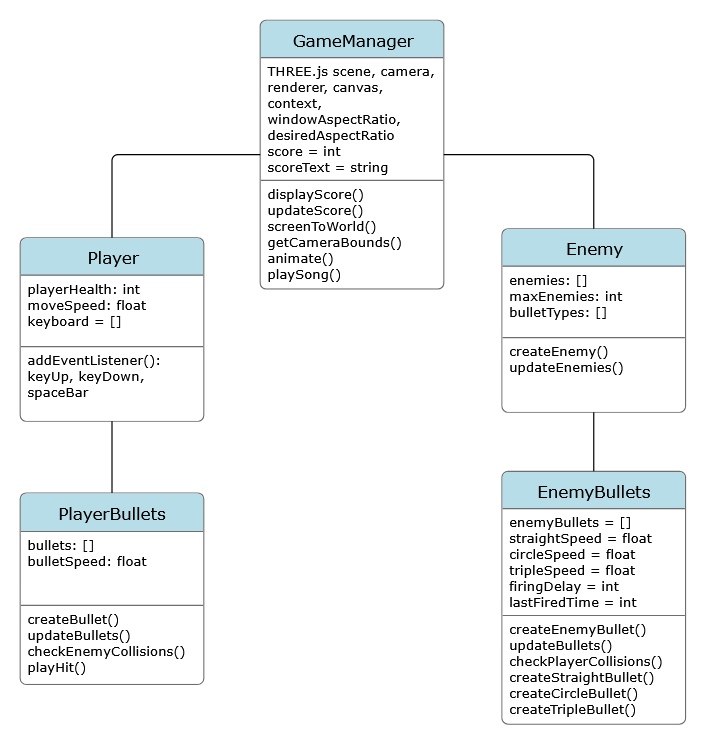 GameManager
THREE.js scene, camera,
renderer, canvas,
context,
windowAspectRatio,
desiredAspectRatio
score = int
scoreText = string
displayScore()
updateScore()
screenToWorld()
getCameraBounds()
animate()
playSong()
Player
playerHealth: int
moveSpeed: float
keyboard = []
addEventListener():
keyUp, keyDown,
spaceBar
Enemy
enemies: []
maxEnemies: int
bulletTypes: []
createEnemy()
updateEnemies()
PlayerBullets
bullets: []
bulletSpeed: float
createBullet()
updateBullets()
checkEnemyCollisions()
playHit()
EnemyBullets
enemyBullets = []
straightSpeed = float
circleSpeed = float
tripleSpeed = float
firingDelay = int
lastFiredTime = int
createEnemyBullet()
updateBullets()
checkPlayerCollisions()
createStraightBullet()
createCircleBullet()
createTripleBullet()